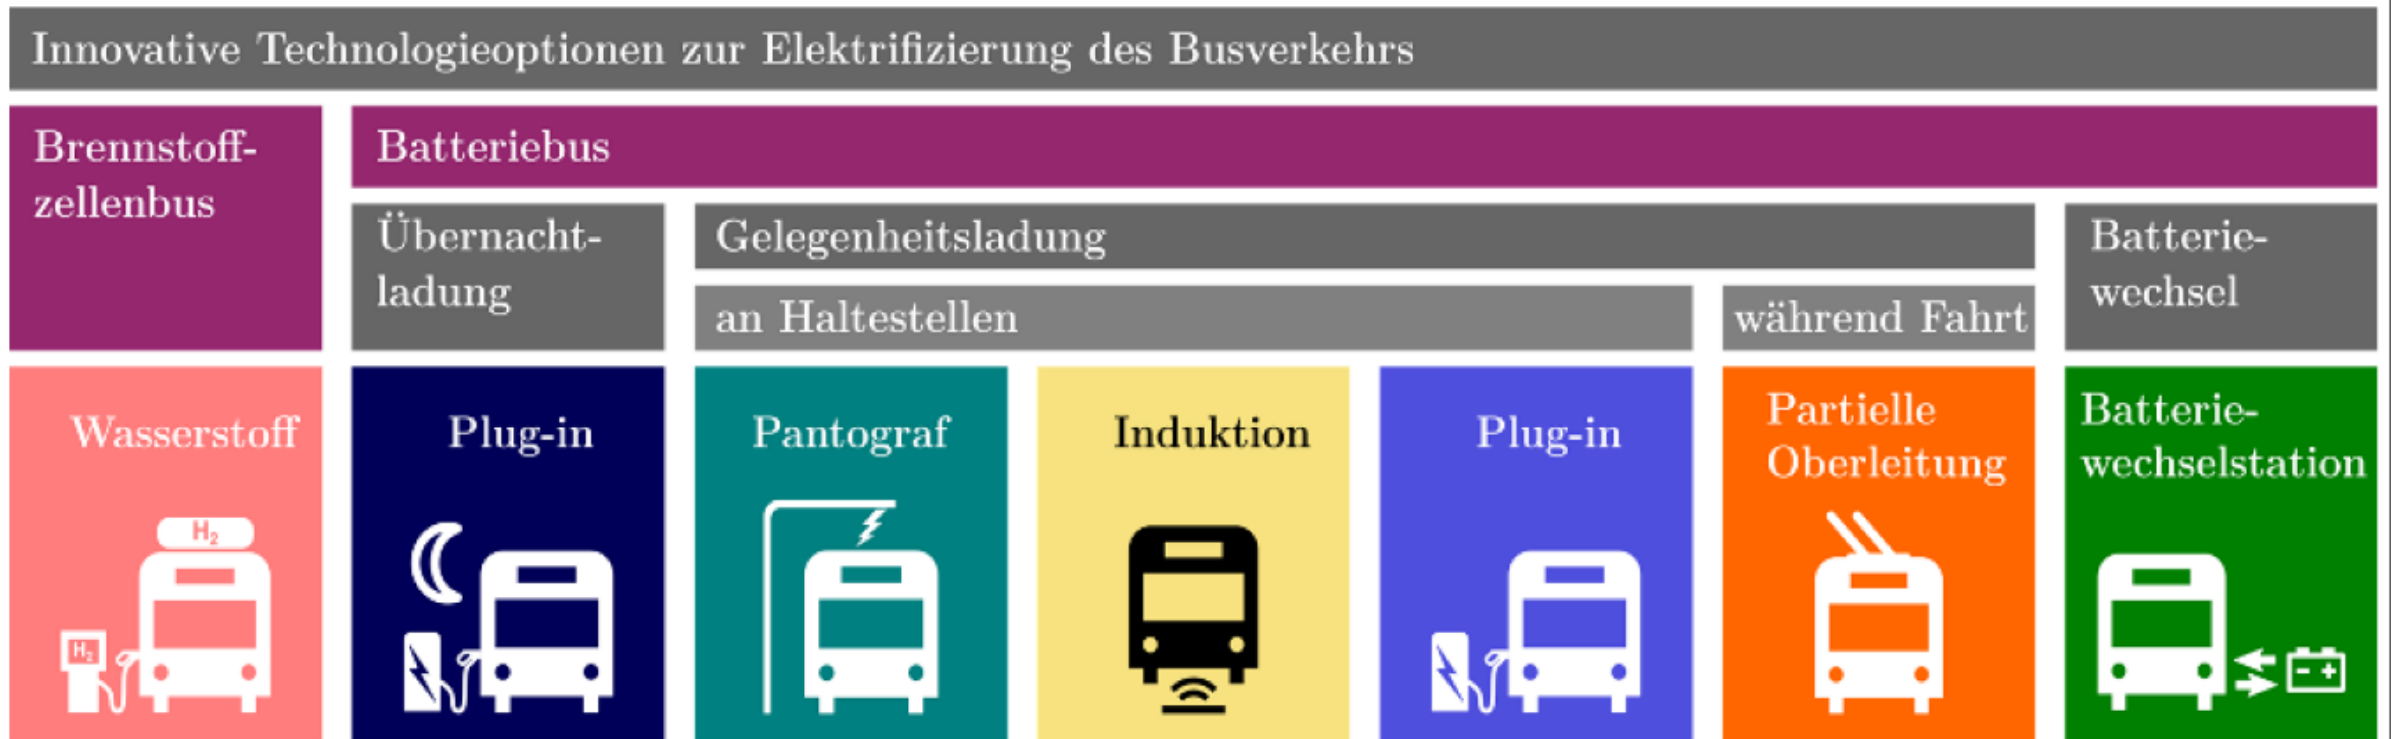 Innovative Technologieoptionen zur Elektrifizierung des Busverkehrs
Brennstoff-
zellenbus
Batteriebus
Übernacht-
ladung
Gelegenheitsladung
an Haltestellen
während Fahrt
Batterie-
wechsel
Wasserstoff
H₂
H₂
Plug-in
Pantograf
Induktion
Plug-in
Partielle
Oberleitung
Batterie-
wechselstation